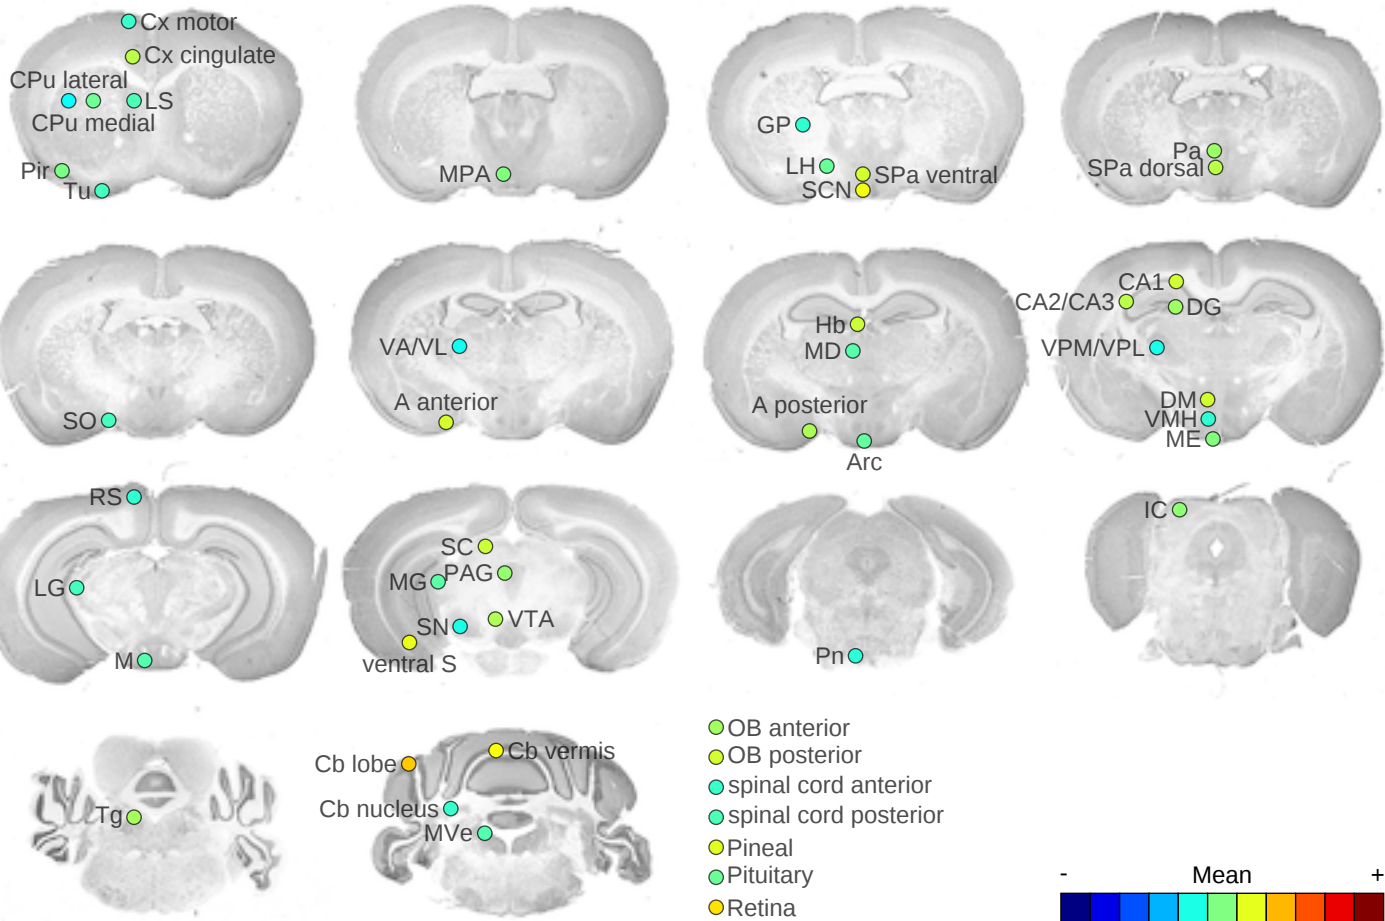 Cx motor
Cx cingulate
CPu lateral
LS
CPu medial
Pir
Tu
MPA
GP
LH
SPa ventral
SCN
Pa
SPa dorsal
SO
VA/VL
A anterior
Hb
MD
A posterior
Arc
CA1
CA2/CA3
DG
VPM/VPL
DM
VMH
ME
RS
LG
M
SC
MG
PAG
SN
VTA
ventral S
Pn
IC
Tg
Cb lobe
Cb vermis
Cb nucleus
MVe
OB anterior
OB posterior
spinal cord anterior
spinal cord posterior
Pineal
Pituitary
Retina
- Mean +